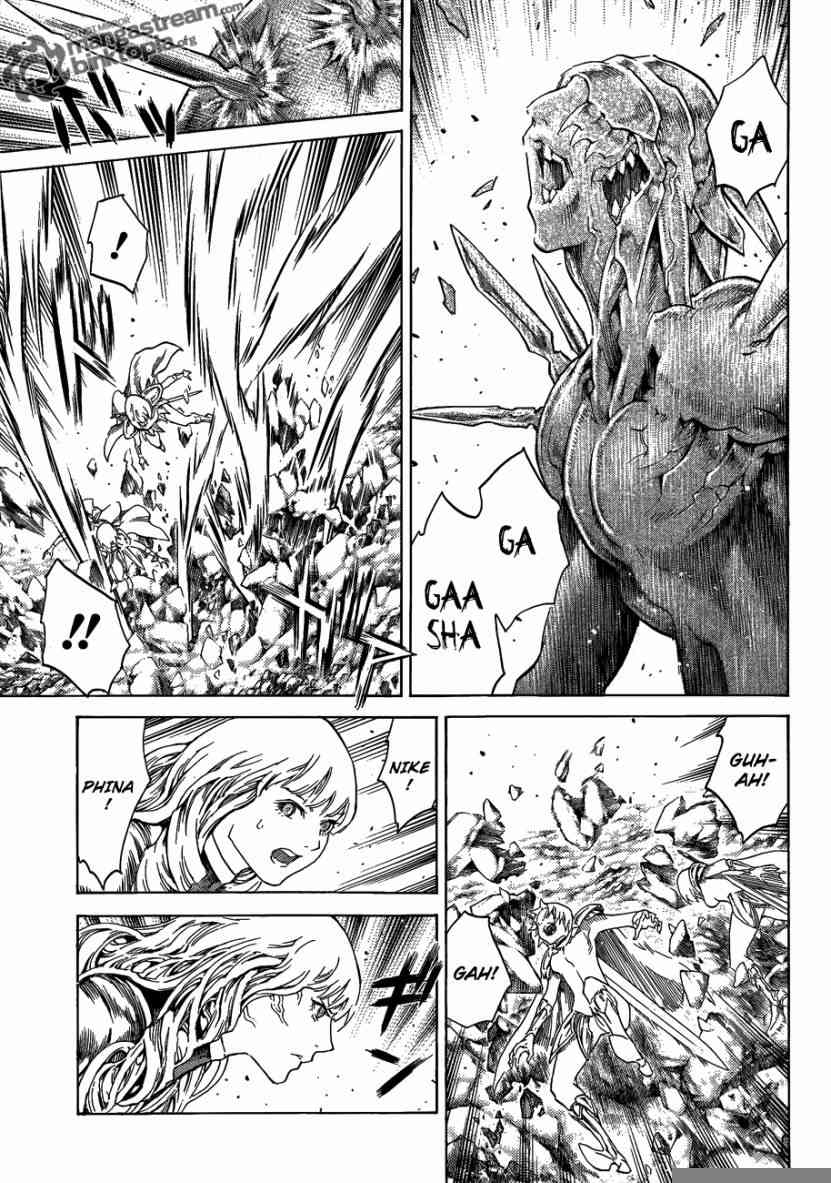 mangastream.com
binktopia
GA
GA
GAA
SHA
!
!!
GUH-
AH!
GAH!
NIKE
!
PHINA
!